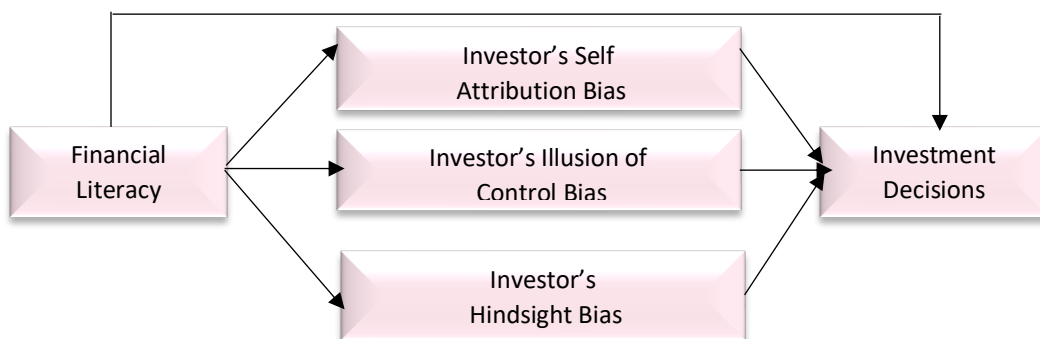 Investor’s Self
Attribution Bias
Financial
Literacy
Investor’s Illusion of
Control Bias
Investment
Decisions
Investor’s
Hindsight Bias